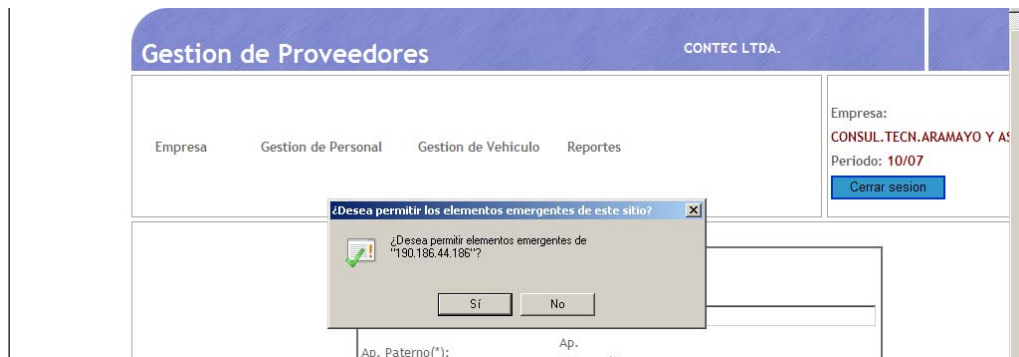 Gestion de Proveedores
CONTEC LTDA.
Empresa
Gestion de Personal
Gestion de Vehiculo
Reportes
Empresa:
CONSUL.TECN.ARAMAYO Y
Periodo: 10/07
Cerrar sesion
¿Desea permitir los elementos emergentes de este sitio?
¿Desea permitir elementos emergentes de
"190.186.44.186"?
Sí
No
Ap. Paterno(*):
Ap.